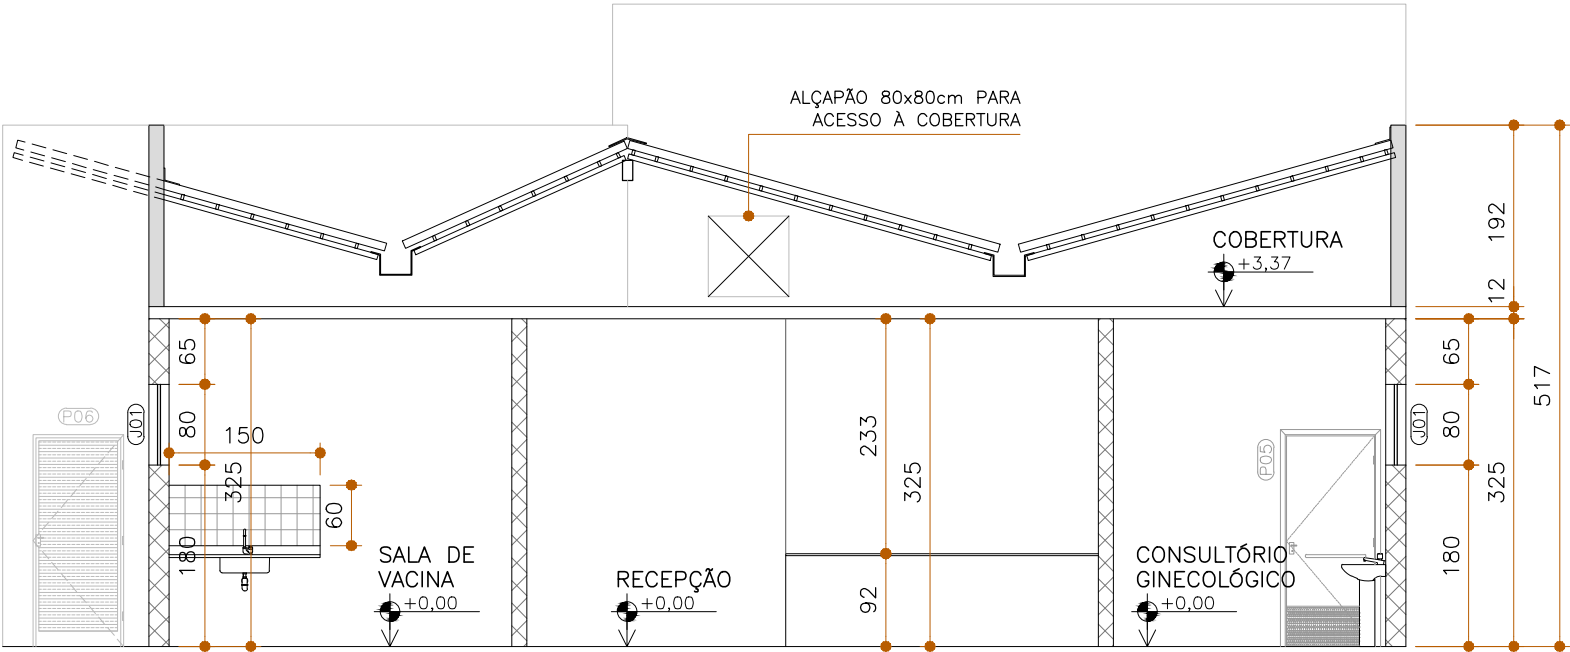 ALÇAPÃO 80x80cm PARA
ACESSO À COBERTURA
COBERTURA
+3,37
192
12
65
80
180
325
517
J01
P06
J01
65
80
180
150
325
60
SALA DE
VACINA
+0,00
RECEPÇÃO
+0,00
233
92
325
CONSULTÓRIO
GINECOLÓGICO
+0,00
P05